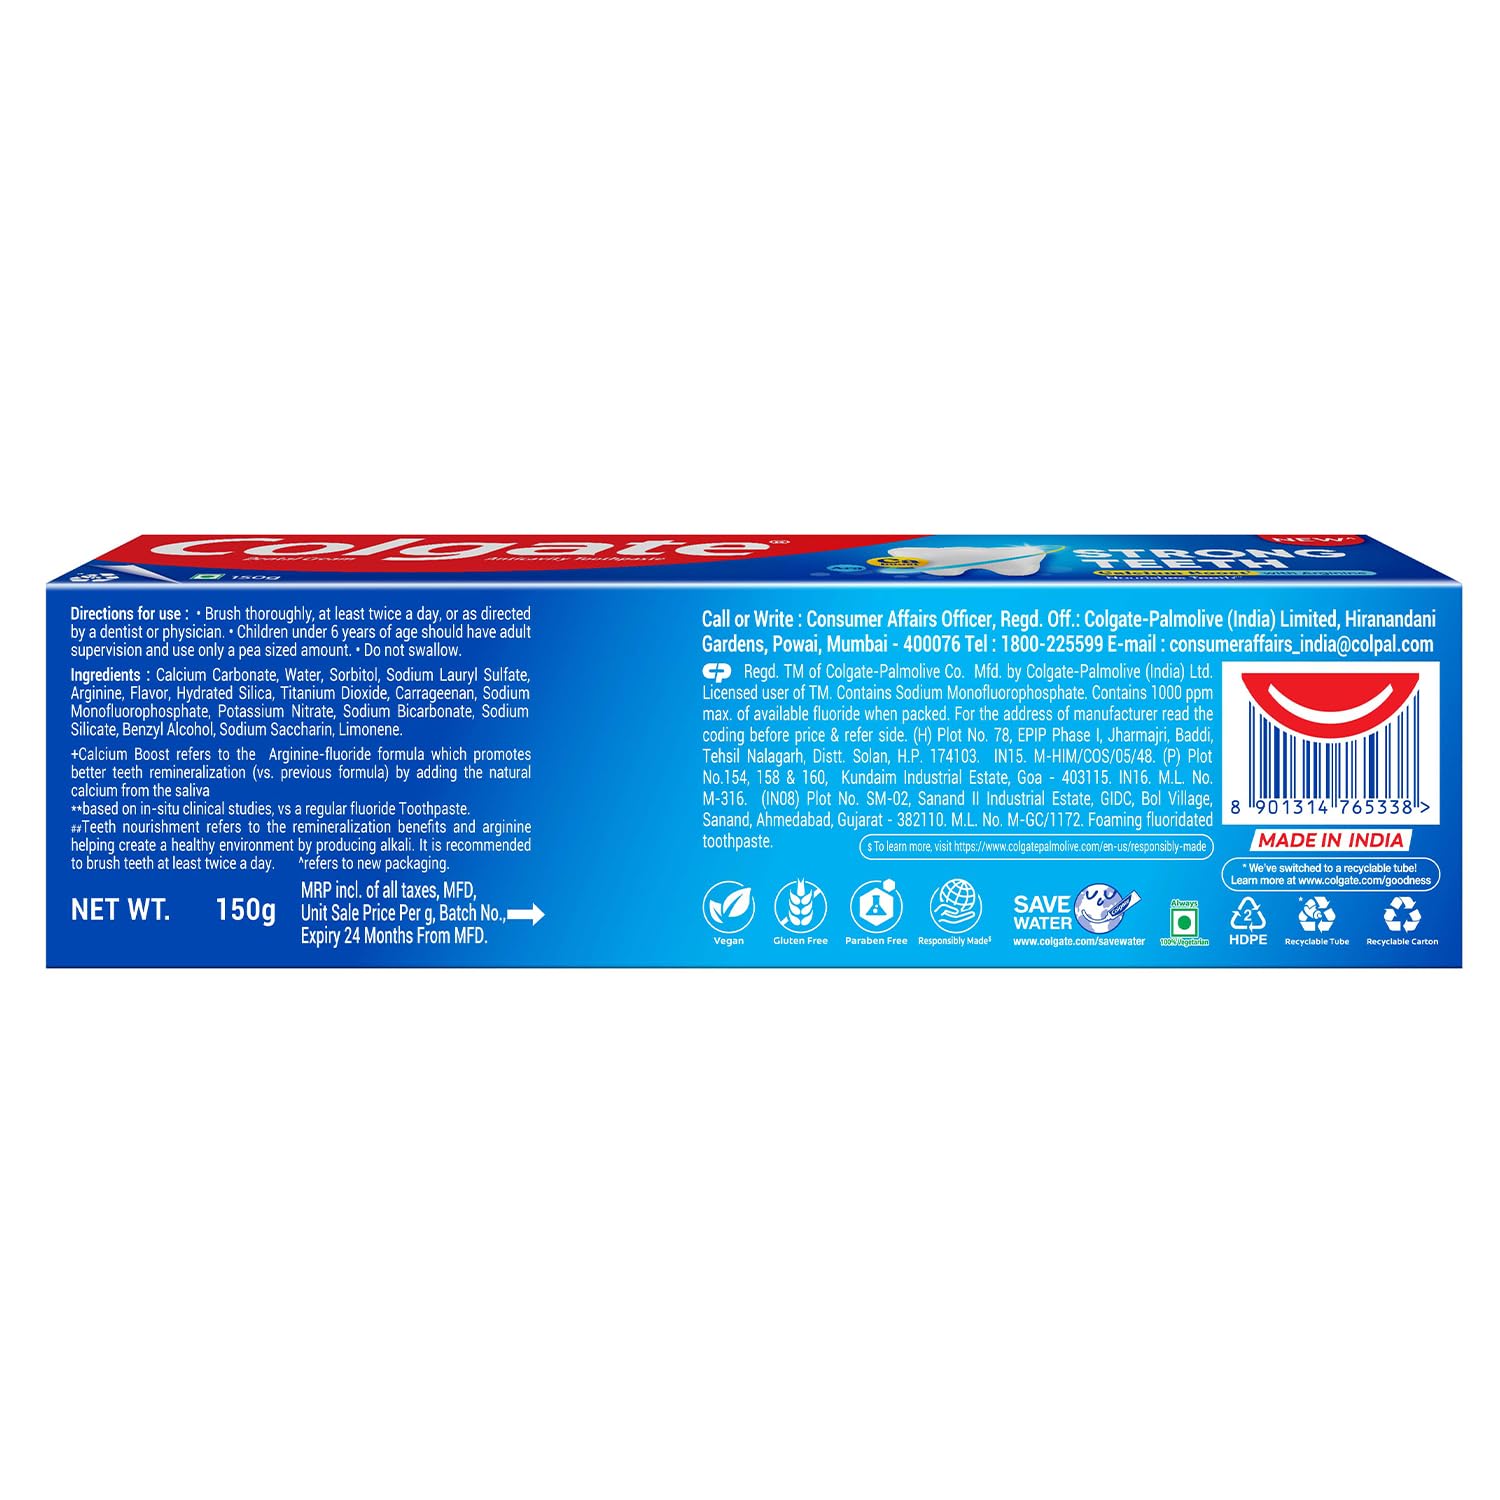 Colgate®
Dental Cream Anticavity Toothpaste
150g
NEW^
STRONG
TEETH
Calcium Boost+ with Arginine
Nourishes Teeth##
Directions for use : • Brush thoroughly, at least twice a day, or as directed
by a dentist or physician. • Children under 6 years of age should have adult
supervision and use only a pea sized amount. • Do not swallow.
Ingredients : Calcium Carbonate, Water, Sorbitol, Sodium Lauryl Sulfate,
Arginine, Flavor, Hydrated Silica, Titanium Dioxide, Carrageenan, Sodium
Monofluorophosphate, Potassium Nitrate, Sodium Bicarbonate, Sodium
Silicate, Benzyl Alcohol, Sodium Saccharin, Limonene.
+Calcium Boost refers to the Arginine-fluoride formula which promotes
better teeth remineralization (vs. previous formula) by adding the natural
calcium from the saliva
**based on in-situ clinical studies, vs a regular fluoride Toothpaste.
##Teeth nourishment refers to the remineralization benefits and arginine
helping create a healthy environment by producing alkali. It is recommended
to brush teeth at least twice a day. ^refers to new packaging.
NET WT. 150g
MRP incl. of all taxes, MFD,
Unit Sale Price Per g, Batch No.,
Expiry 24 Months From MFD.
Call or Write : Consumer Affairs Officer, Regd. Off.: Colgate-Palmolive (India) Limited, Hiranandani
Gardens, Powai, Mumbai - 400076 Tel : 1800-225599 E-mail : consumeraffairs_india@colpal.com
CP Regd. TM of Colgate-Palmolive Co. Mfd. by Colgate-Palmolive (India) Ltd.
Licensed user of TM. Contains Sodium Monofluorophosphate. Contains 1000 ppm
max. of available fluoride when packed. For the address of manufacturer read the
coding before price & refer side. (H) Plot No. 78, EPIP Phase I, Jharmajri, Baddi,
Tehsil Nalagarh, Distt. Solan, H.P. 174103. IN15. M-HIM/COS/05/48. (P) Plot
No.154, 158 & 160, Kundaim Industrial Estate, Goa - 403115. IN16. M.L. No.
M-316. (IN08) Plot No. SM-02, Sanand II Industrial Estate, GIDC, Bol Village,
Sanand, Ahmedabad, Gujarat - 382110. M.L. No. M-GC/1172. Foaming fluoridated
toothpaste.
$ To learn more, visit https://www.colgatepalmolive.com/en-us/responsibly-made
8 901314 765338 >
MADE IN INDIA
* We've switched to a recyclable tube!
Learn more at www.colgate.com/goodness
Vegan
Gluten Free
Paraben Free
Responsibly Made$
SAVE
WATER
www.colgate.com/savewater
Always
100% Vegetarian
2
HDPE
*
Recyclable Tube
Recyclable Carton